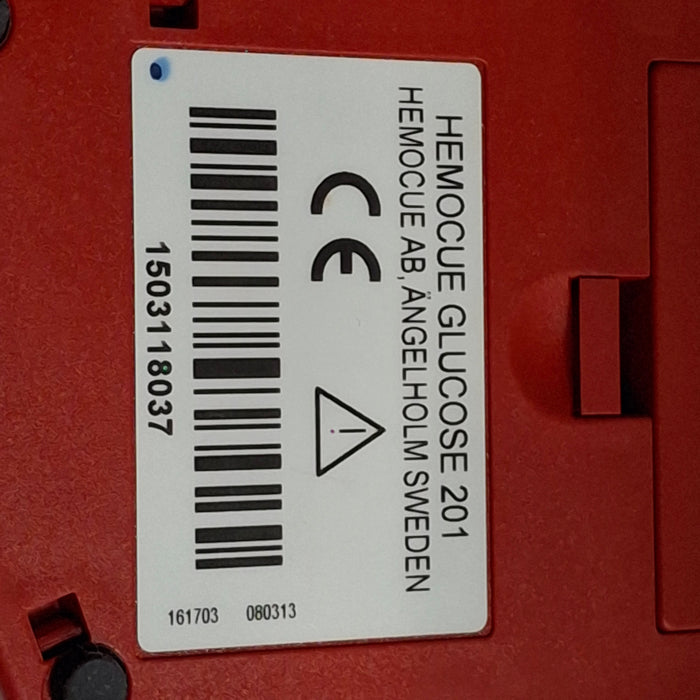 HEMOCUE GLUCOSE 201
HEMOCUE AB, ÄNGELHOLM SWEDEN
CE
1503118037
161703 080313